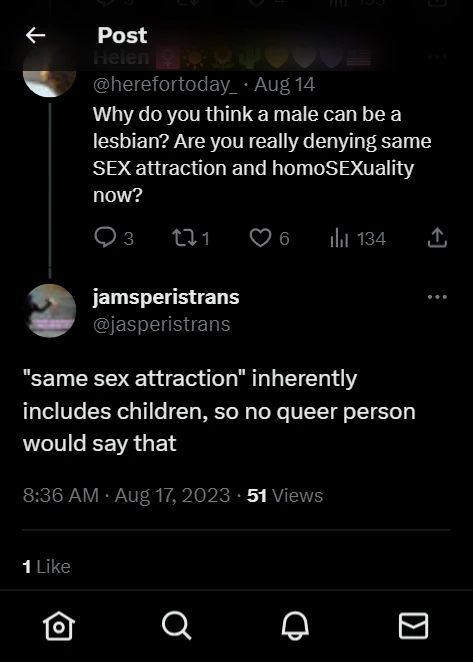 Post
Helen
@herefortoday_ · Aug 14
Why do you think a male can be a
lesbian? Are you really denying same
SEX attraction and homoSEXuality
now?
3 1 6 134
jamsperistrans
@jasperistrans
"same sex attraction" inherently
includes children, so no queer person
would say that
8:36 AM · Aug 17, 2023 · 51 Views
1 Like